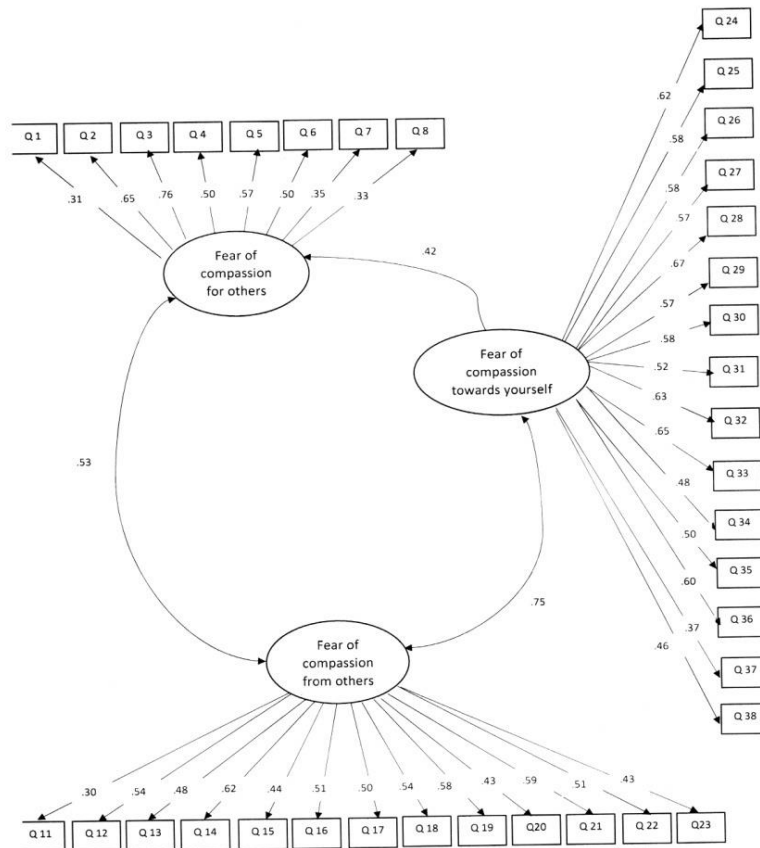 Q 24
Q 25
.62
Q 1 Q 2 Q 3 Q 4 Q 5 Q 6 Q 7 Q 8
Q 26
.58
Q 27
.31 .65 .76 .50 .57 .50 .35 .33
.58
.57
Q 28
Fear of
compassion
for others
.42
.67
Q 29
.57
Q 30
.58
Fear of
compassion
towards yourself
.52
Q 31
.63
Q 32
.65
.53
Q 33
.48
Q 34
.50
Q 35
.60
.75
Q 36
.37
Fear of
compassion
from others
.46
Q 37
Q 38
.30 .54 .48 .62 .44 .51 .50 .54 .58 .43 .59 .51 .43
Q 11 Q 12 Q 13 Q 14 Q 15 Q 16 Q 17 Q 18 Q 19 Q20 Q 21 Q 22 Q23